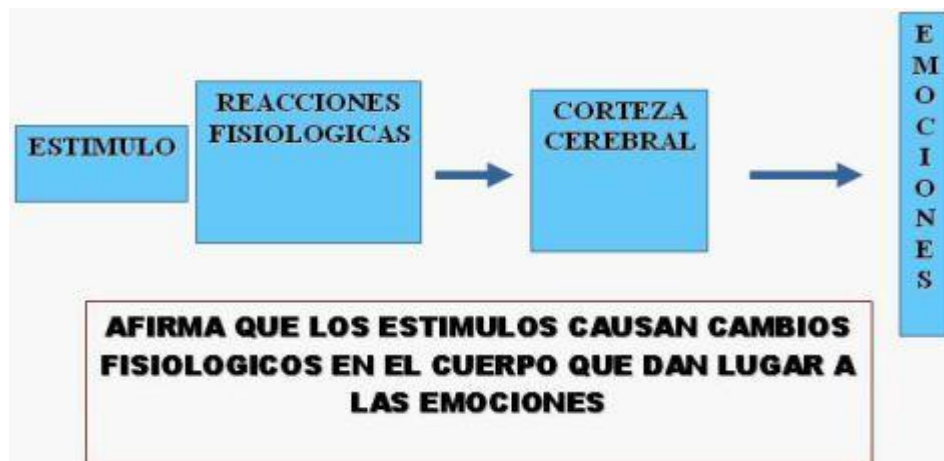 ESTIMULO
REACCIONES
FISIOLOGICAS
CORTEZA
CEREBRAL
EMOCIONES
AFIRMA QUE LOS ESTIMULOS CAUSAN CAMBIOS
FISIOLOGICOS EN EL CUERPO QUE DAN LUGAR A
LAS EMOCIONES